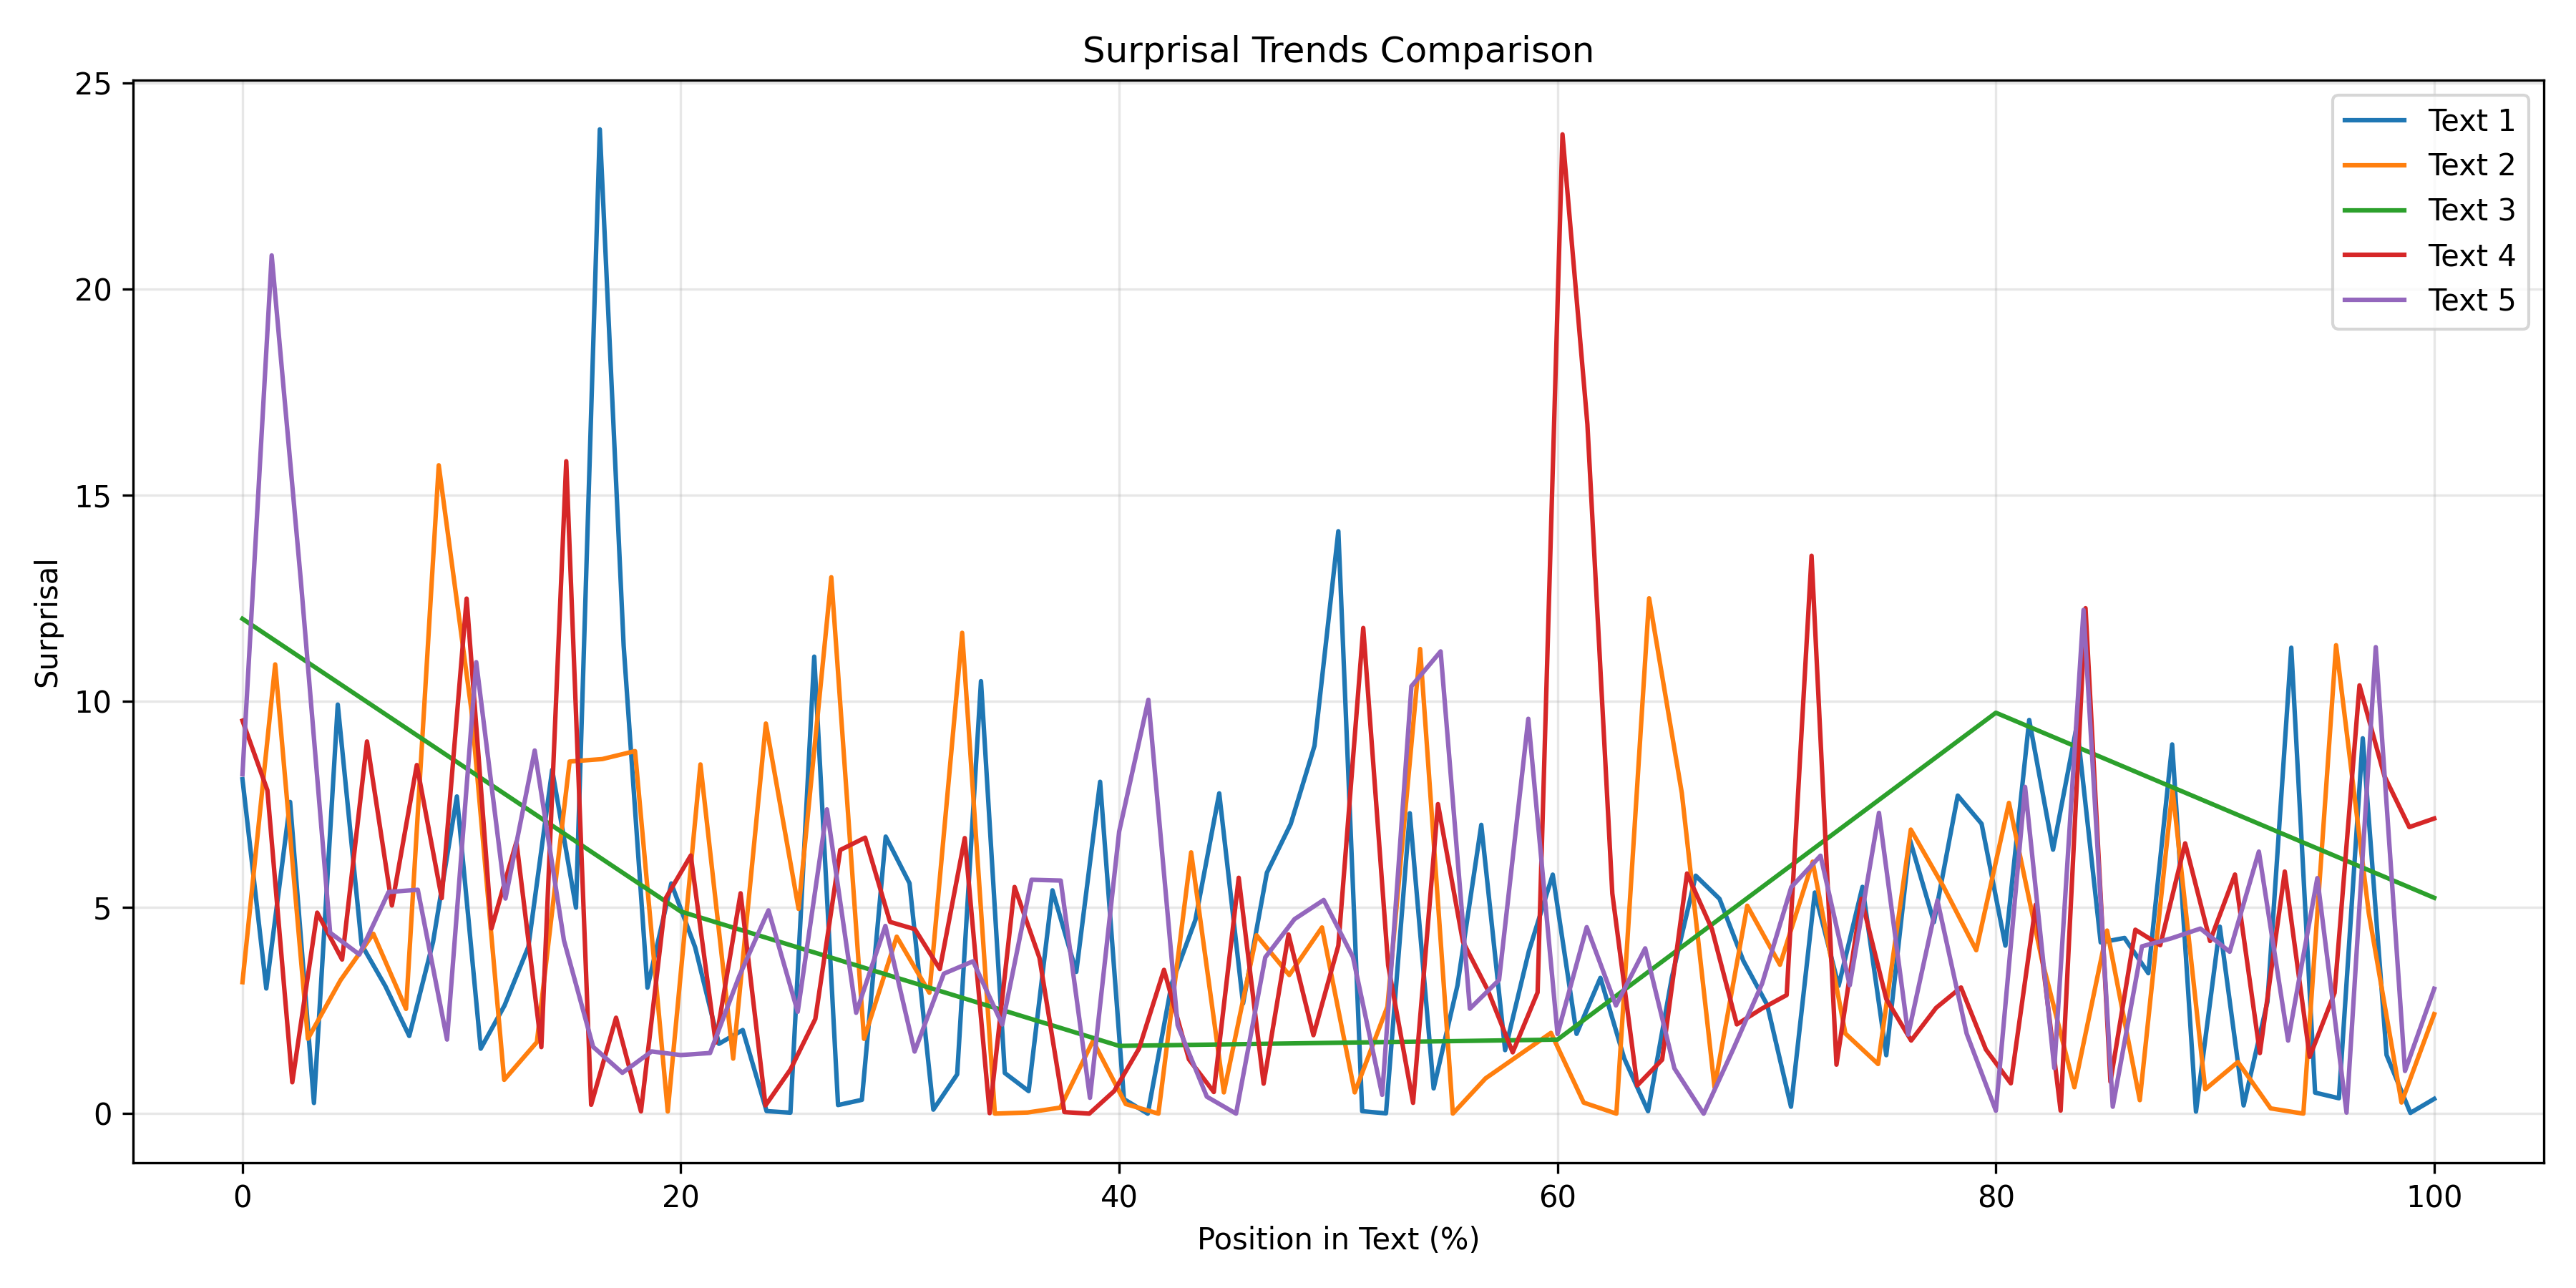 Surprisal Trends Comparison
25
20
15
10
5
0
Surprisal
0 20 40 60 80 100
Position in Text (%)
Text 1
Text 2
Text 3
Text 4
Text 5